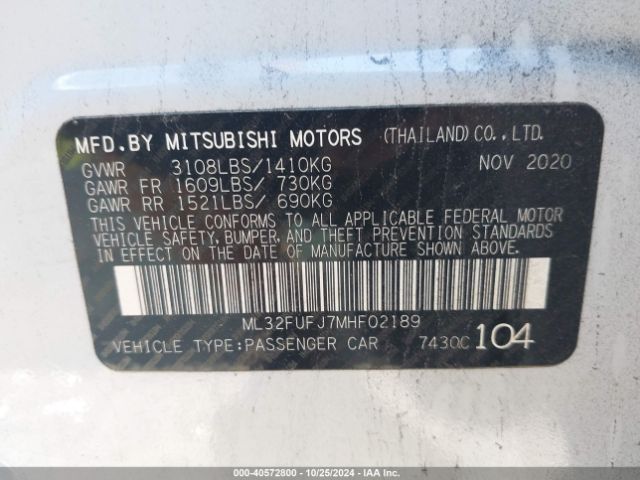 MFD.BY MITSUBISHI MOTORS (THAILAND)CO.,LTD.
GVWR 3108LBS/1410KG NOV 2020
GAWR FR 1609LBS/ 730KG
GAWR RR 1521LBS/ 690KG
THIS VEHICLE CONFORMS TO ALL APPLICABLE FEDERAL MOTOR
VEHICLE SAFETY, BUMPER, AND THEFT PREVENTION STANDARDS
IN EFFECT ON THE DATE OF MANUFACTURE SHOWN ABOVE.
ML32FUFJ7MHF02189
VEHICLE TYPE:PASSENGER CAR 7430C 104
000-40572800 - 10/25/2024 - IAAI.COM